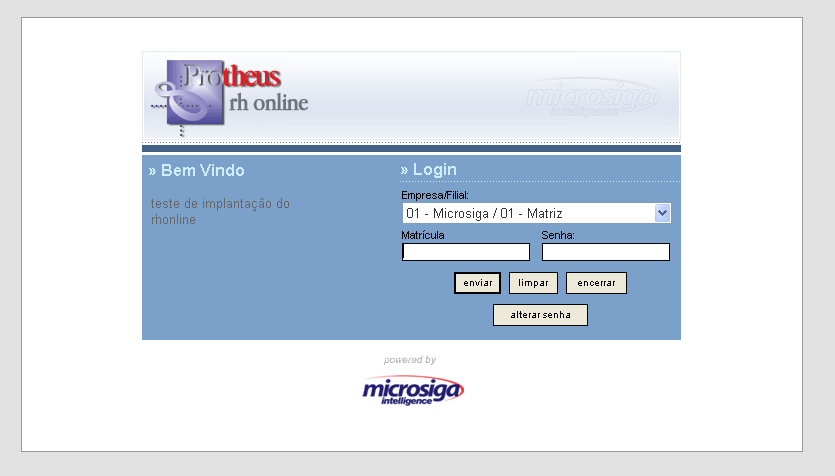 Protheus
rh online
microsiga
intelligence
» Bem Vindo
teste de implantação do
rhonline
» Login
Empresa/Filial:
01 - Microsiga / 01 - Matriz
Matrícula
Senha:
enviar
limpar
encerrar
alterar senha
powered by
microsiga
intelligence